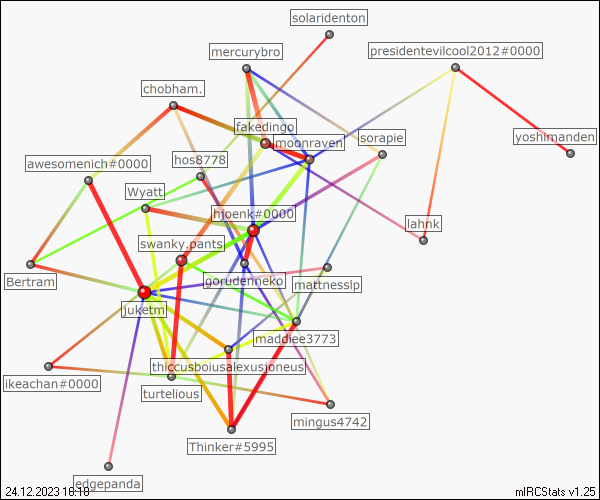 solaridenton
mercurybro
presidentevilcool2012#0000
chobham.
fakedingo
yoshimanden
moonraven
sorapie
hos8778
awesomenich#0000
Wyatt
hjoenk#0000
lahnk
swanky.pants
Bertram
gorudenneko
mattnesslp
juketm
maddiee3773
thiccusboiusalexusjoneusi
ikeachan#0000
turtelious
mingus4742
Thinker#5995
edgepanda
24.12.2023 16:18
mIRCStats v1.25